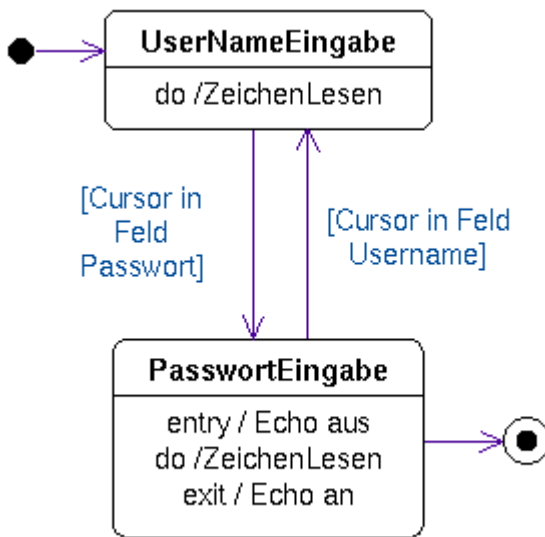 UserNameEingabe
do /ZeichenLesen
[Cursor in
Feld
Passwort]
[Cursor in Feld
Username]
PasswortEingabe
entry / Echo aus
do /ZeichenLesen
exit / Echo an